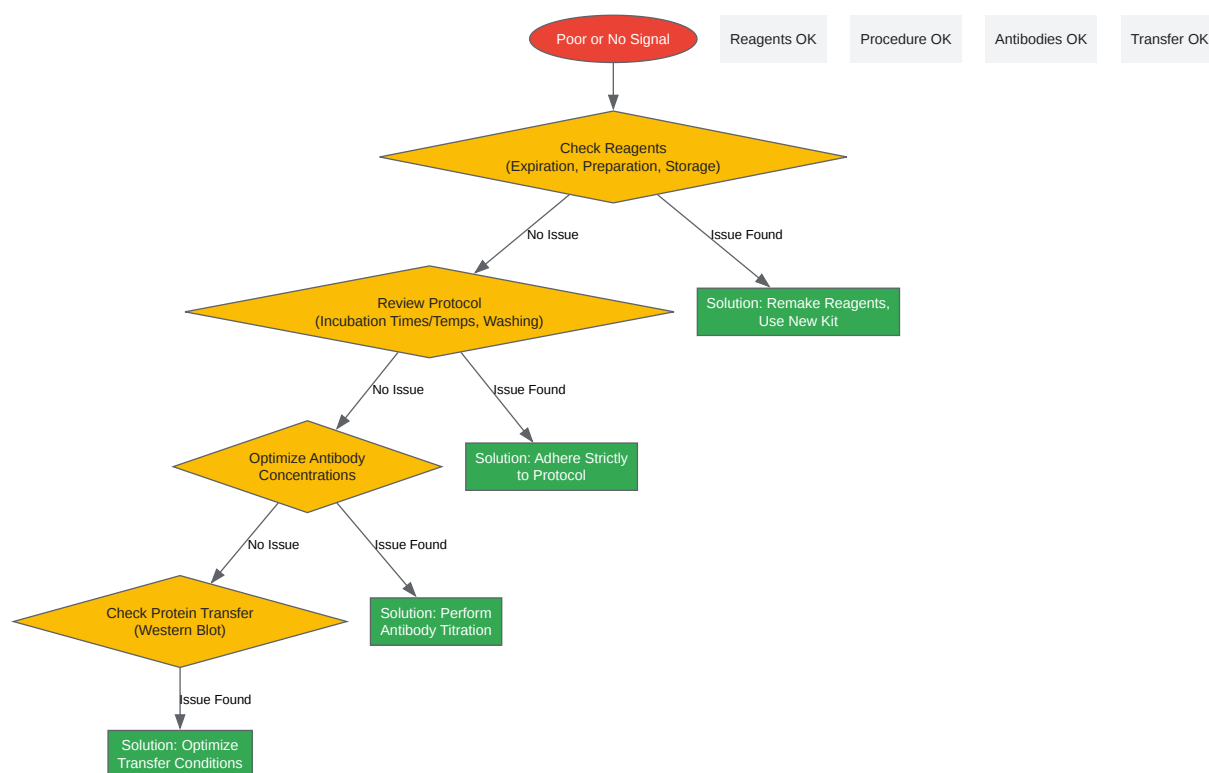 Poor or No Signal
Reagents OK
Procedure OK
Antibodies OK
Transfer OK
Check Reagents
(Expiration, Preparation, Storage)
No Issue
Issue Found
Review Protocol
(Incubation Times/Temps, Washing)
Solution: Remake Reagents,
Use New Kit
No Issue
Issue Found
Optimize Antibody
Concentrations
Solution: Adhere Strictly
to Protocol
No Issue
Issue Found
Check Protein Transfer
(Western Blot)
Solution: Perform
Antibody Titration
Issue Found
Solution: Optimize
Transfer Conditions